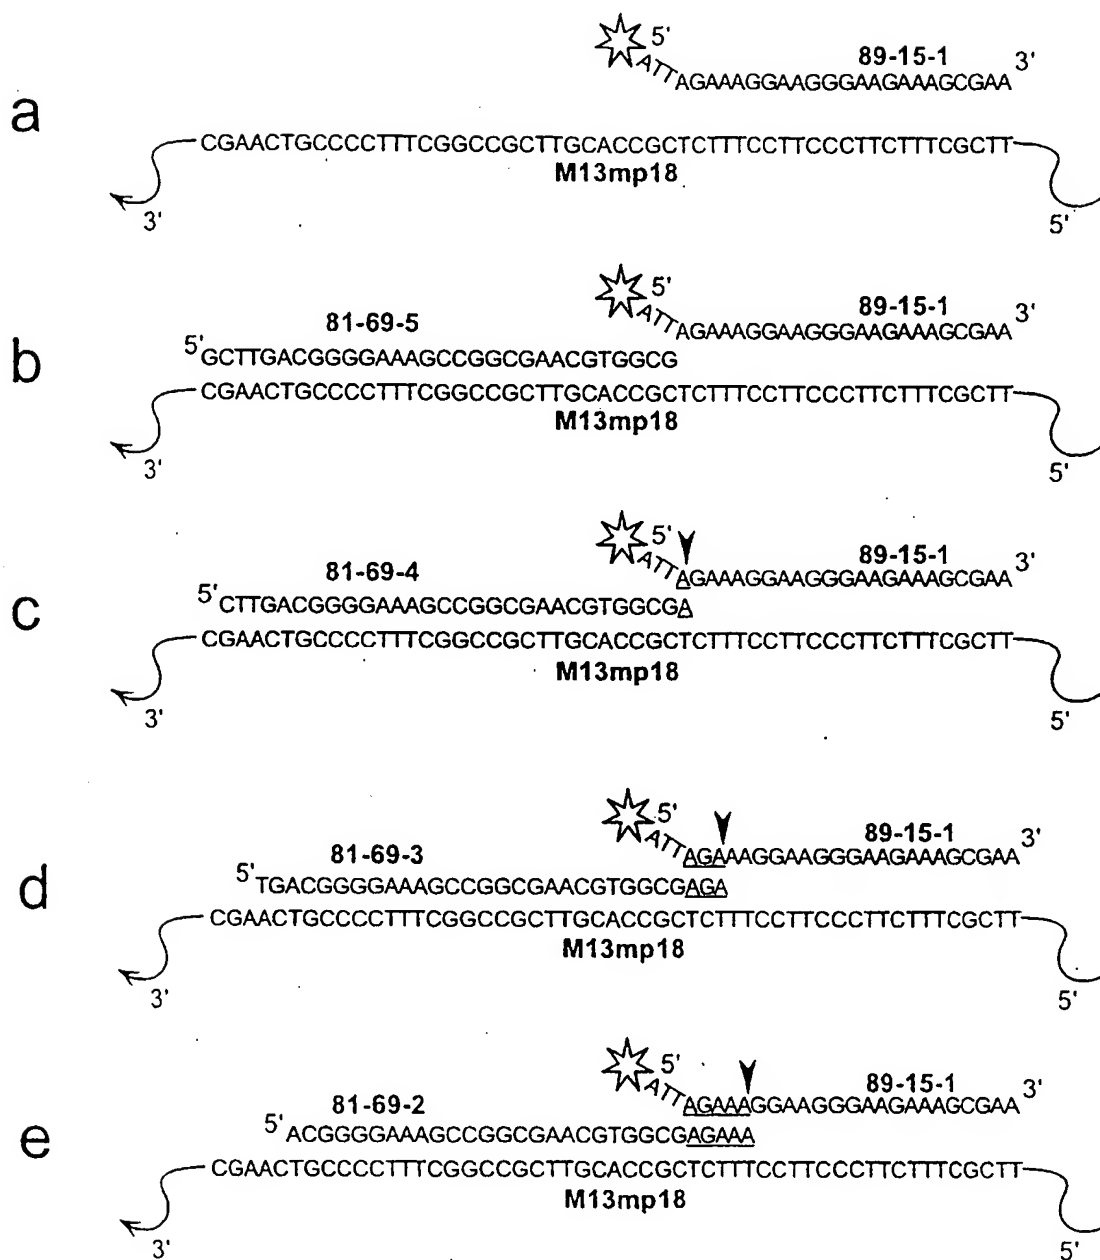 a
5' 89-15-1 3'
ATTAGAAAGGAAGGGAAGAAAGCGAA
CGAACTGCCCCTTTCGGCCGCTTGCACCGCTCTTTCCTTCCCTTCTTTCGCTT
M13mp18
3' 5'
b
5' 89-15-1 3'
ATTAGAAAGGAAGGGAAGAAAGCGAA
81-69-5
5'GCTTGACGGGGAAAGCCGGCGAACGTGGCG
CGAACTGCCCCTTTCGGCCGCTTGCACCGCTCTTTCCTTCCCTTCTTTCGCTT
M13mp18
3' 5'
c
5' 89-15-1 3'
ATTAGAAAGGAAGGGAAGAAAGCGAA
81-69-4
5'CTTGACGGGGAAAGCCGGCGAACGTGGCGA
CGAACTGCCCCTTTCGGCCGCTTGCACCGCTCTTTCCTTCCCTTCTTTCGCTT
M13mp18
3' 5'
d
5' 89-15-1 3'
ATTAGAAAGGAAGGGAAGAAAGCGAA
81-69-3
5'TGACGGGGAAAGCCGGCGAACGTGGCGAGA
CGAACTGCCCCTTTCGGCCGCTTGCACCGCTCTTTCCTTCCCTTCTTTCGCTT
M13mp18
3' 5'
e
5' 89-15-1 3'
ATTAGAAAGGAAGGGAAGAAAGCGAA
81-69-2
5'ACGGGGAAAGCCGGCGAACGTGGCGAGAAA
CGAACTGCCCCTTTCGGCCGCTTGCACCGCTCTTTCCTTCCCTTCTTTCGCTT
M13mp18
3' 5'